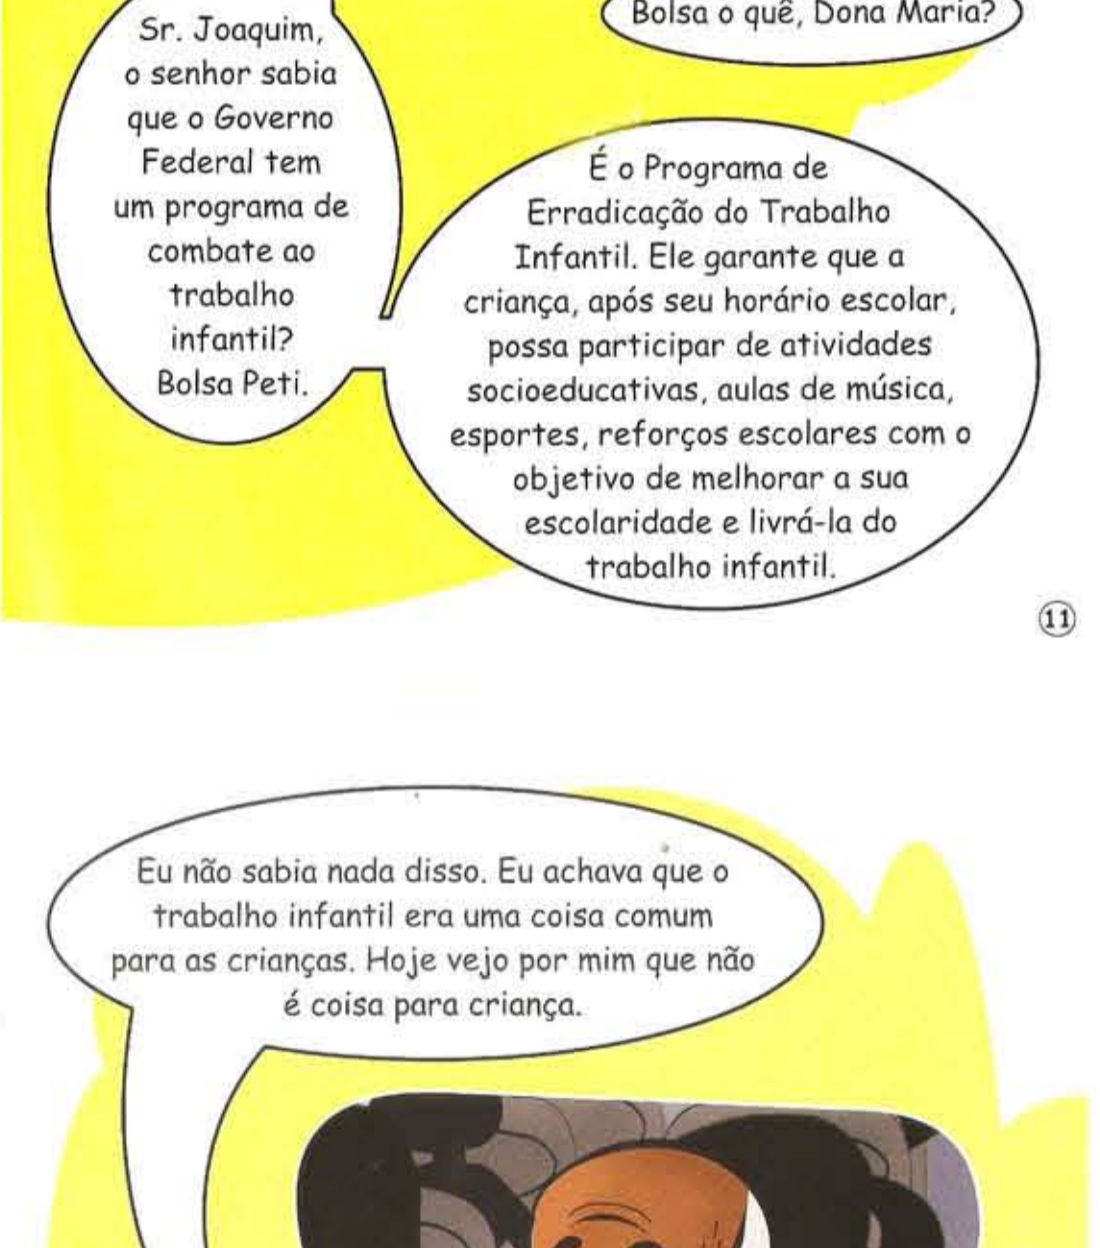 Sr. Joaquim,
o senhor sabia
que o Governo
Federal tem
um programa de
combate ao
trabalho
infantil?
Bolsa Peti.
Bolsa o quê, Dona Maria?
É o Programa de
Erradicação do Trabalho
Infantil. Ele garante que a
criança, após seu horário escolar,
possa participar de atividades
socioeducativas, aulas de música,
esportes, reforços escolares com o
objetivo de melhorar a sua
escolaridade e livrá-la do
trabalho infantil.
11
Eu não sabia nada disso. Eu achava que o
trabalho infantil era uma coisa comum
para as crianças. Hoje vejo por mim que não
é coisa para criança.